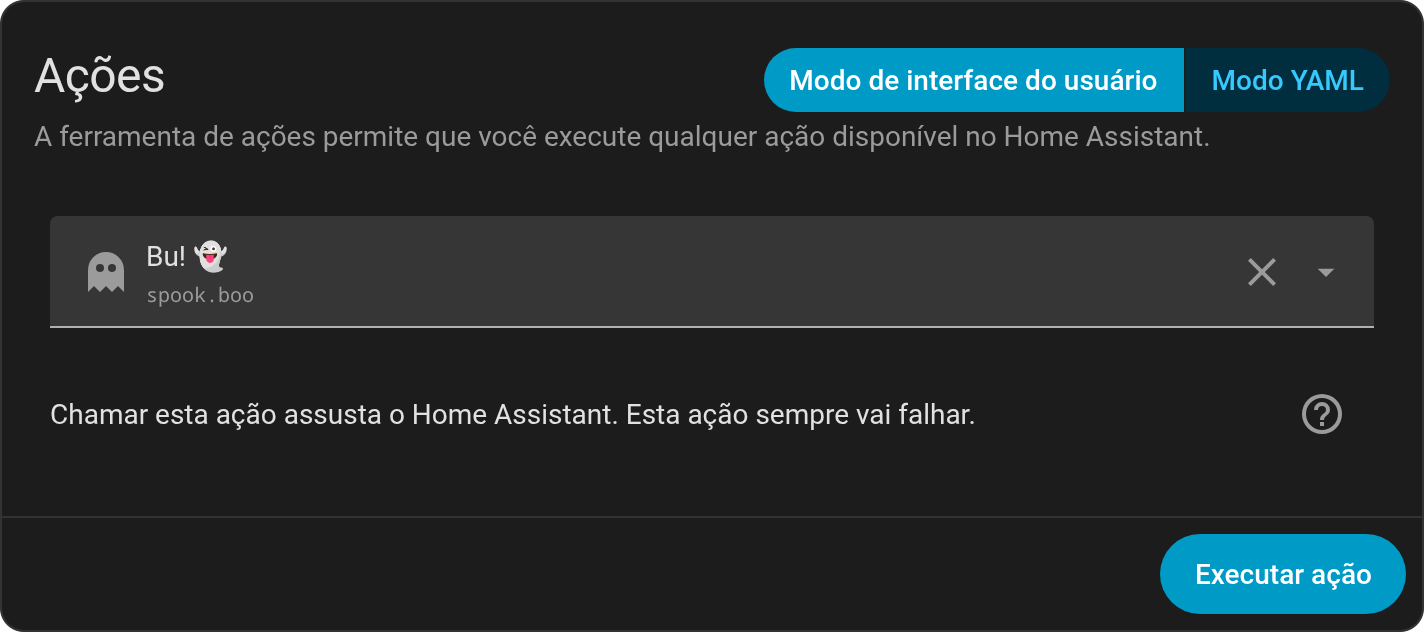 Ações
Modo de interface do usuário
Modo YAML
A ferramenta de ações permite que você execute qualquer ação disponível no Home Assistant.
Bu! 👻
spook.boo
Chamar esta ação assusta o Home Assistant. Esta ação sempre vai falhar.
Executar ação